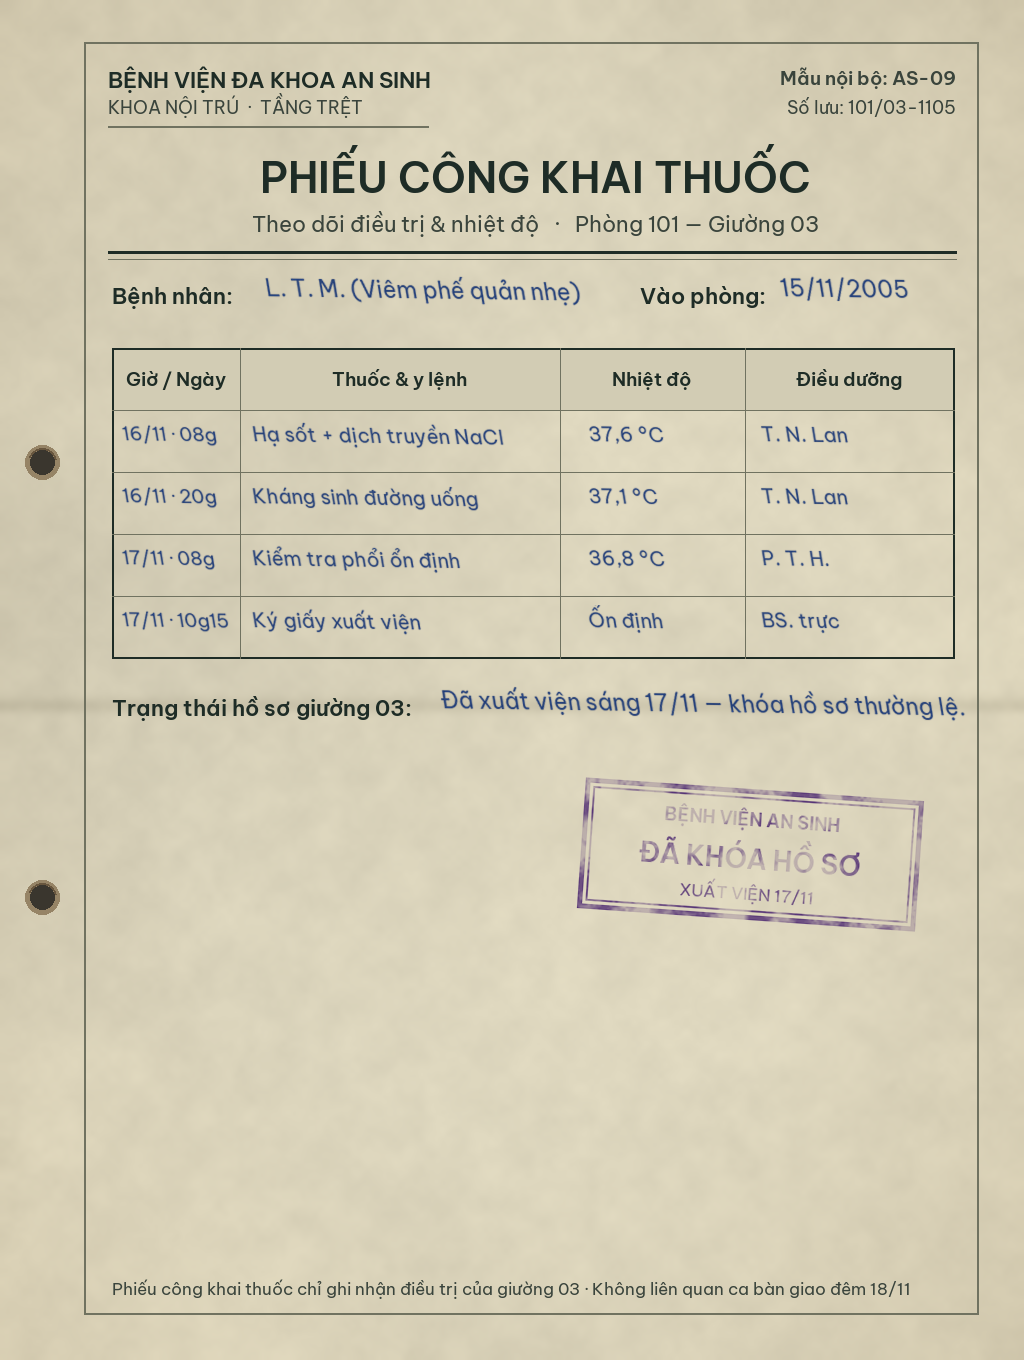 BỆNH VIỆN ĐA KHOA AN SINH
KHOA NỘI TRÚ · TẦNG TRỆT
Mẫu nội bộ: AS-09
Số lưu: 101/03-1105
PHIẾU CÔNG KHAI THUỐC
Theo dõi điều trị & nhiệt độ · Phòng 101 — Giường 03
Bệnh nhân: L. T. M. (Viêm phế quản nhẹ) Vào phòng: 15/11/2005
Giờ / Ngày Thuốc & y lệnh Nhiệt độ Điều dưỡng
16/11 · 08g Hạ sốt + dịch truyền NaCl 37,6 °C T. N. Lan
16/11 · 20g Kháng sinh đường uống 37,1 °C T. N. Lan
17/11 · 08g Kiểm tra phổi ổn định 36,8 °C P. T. H.
17/11 · 10g15 Ký giấy xuất viện Ổn định BS. trực
Trạng thái hồ sơ giường 03: Đã xuất viện sáng 17/11 — khóa hồ sơ thường lệ.
BỆNH VIỆN AN SINH
ĐÃ KHÓA HỒ SƠ
XUẤT VIỆN 17/11
Phiếu công khai thuốc chỉ ghi nhận điều trị của giường 03 · Không liên quan ca bàn giao đêm 18/11